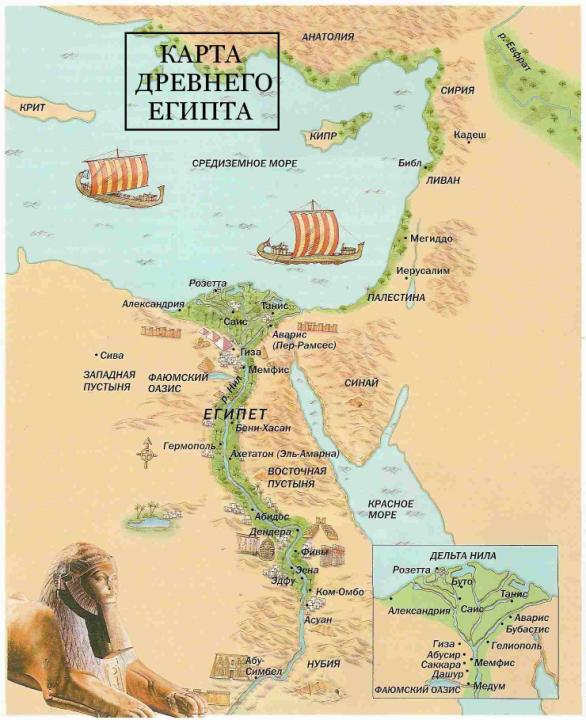 КАРТА
ДРЕВНЕГО
ЕГИПТА
АНАТОЛИЯ
р. Евфрат
КРИТ
СИРИЯ
КИПР
Кадеш
СРЕДИЗЕМНОЕ МОРЕ
Библ
ЛИВАН
Мегиддо
Иерусалим
ПАЛЕСТИНА
Розетта
Александрия
Танис
Саис
Аварис
(Пер-Рамсес)
Гиза
Сива
Мемфис
ЗАПАДНАЯ
ПУСТЫНЯ
ФАЮМСКИЙ
ОАЗИС
р. Нил
СИНАЙ
ЕГИПЕТ
Бени-Хасан
Гермополь
Ахетатон (Эль-Амарна)
ВОСТОЧНАЯ
ПУСТЫНЯ
КРАСНОЕ
МОРЕ
Абидос
Дендера
Фивы
Эсна
Эдфу
Ком-Омбо
Асуан
Абу-
Симбел
НУБИЯ
ДЕЛЬТА НИЛА
Розетта
Буто
Танис
Александрия
Саис
Аварис
Бубастис
Гиза
Гелиополь
Абусир
Мемфис
Саккара
Дашур
ФАЮМСКИЙ ОАЗИС
Медум